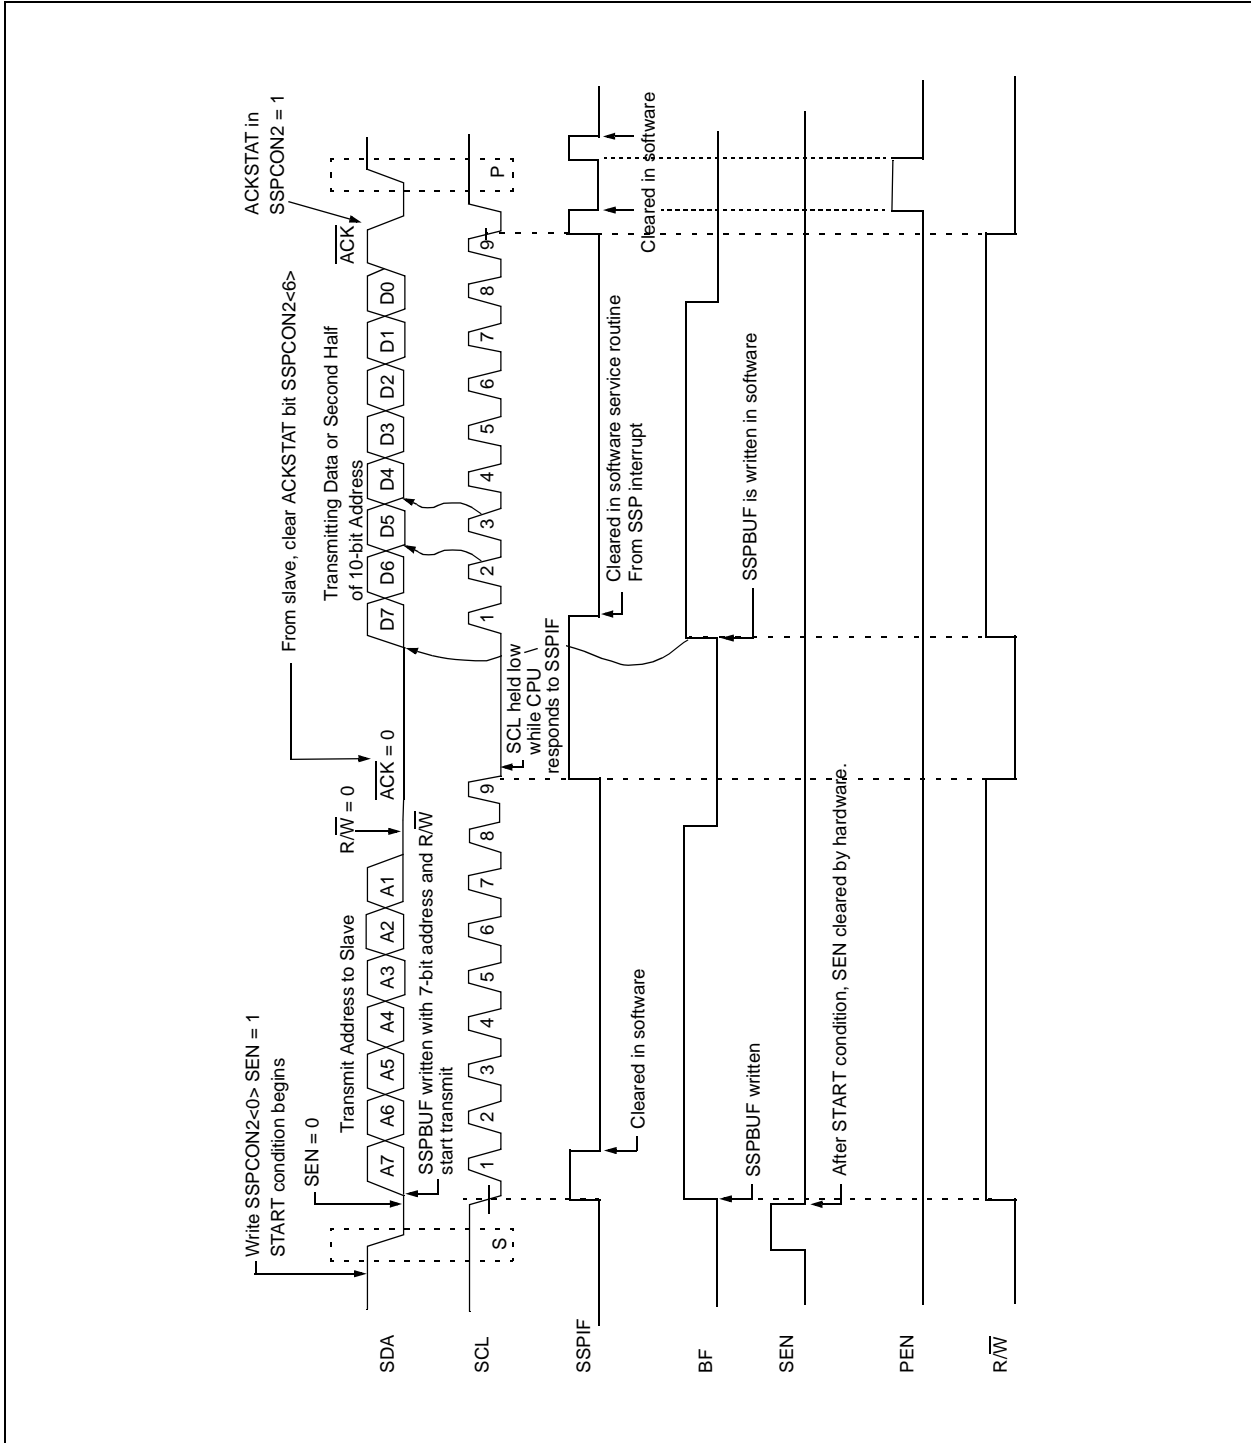 Write SSPCON2<0> SEN = 1
START condition begins
SEN = 0
Transmit Address to Slave
R/W = 0
From slave, clear ACKSTAT bit SSPCON2<6>
ACK = 0
Transmitting Data or Second Half
of 10-bit Address
ACKSTAT in
SSPCON2 = 1
ACK
SDA
A7 A6 A5 A4 A3 A2 A1
D7 D6 D5 D4 D3 D2 D1 D0
SSPBUF written with 7-bit address and R/W
start transmit
SCL
S
1 2 3 4 5 6 7 8 9
1 2 3 4 5 6 7 8 9
P
SCL held low
while CPU
responds to SSPIF
SSPIF
Cleared in software
Cleared in software service routine
From SSP interrupt
Cleared in software
BF
SSPBUF written
SSPBUF is written in software
SEN
After START condition, SEN cleared by hardware.
PEN
R/W